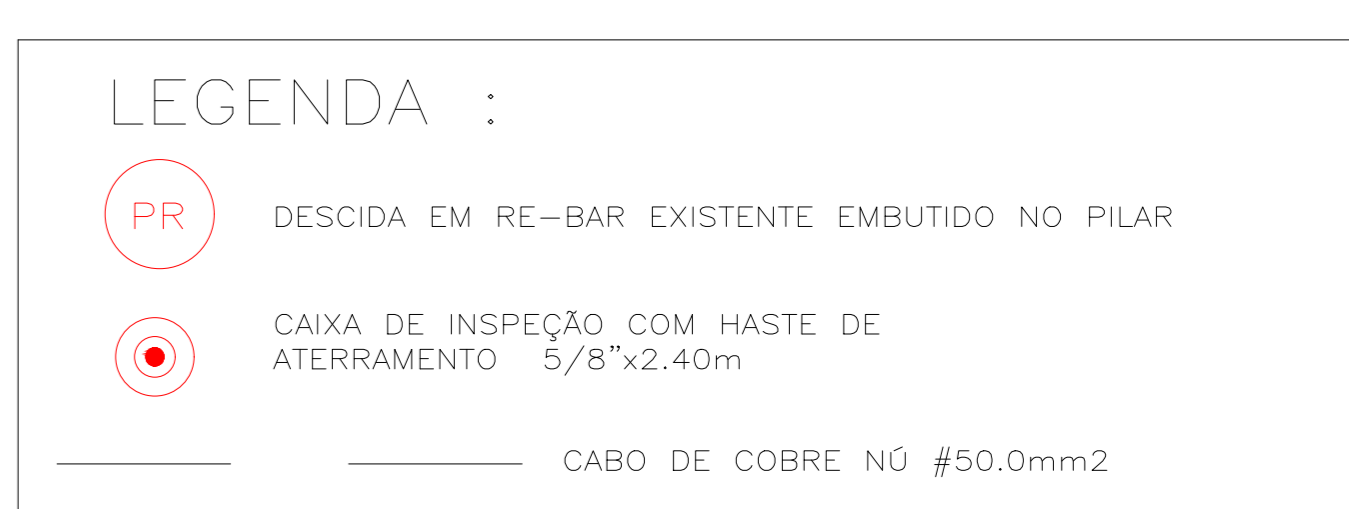 LEGENDA :
PR
DESCIDA EM RE-BAR EXISTENTE EMBUTIDO NO PILAR
CAIXA DE INSPEÇÃO COM HASTE DE
ATERRAMENTO 5/8"x2.40m
CABO DE COBRE NÚ #50.0mm2